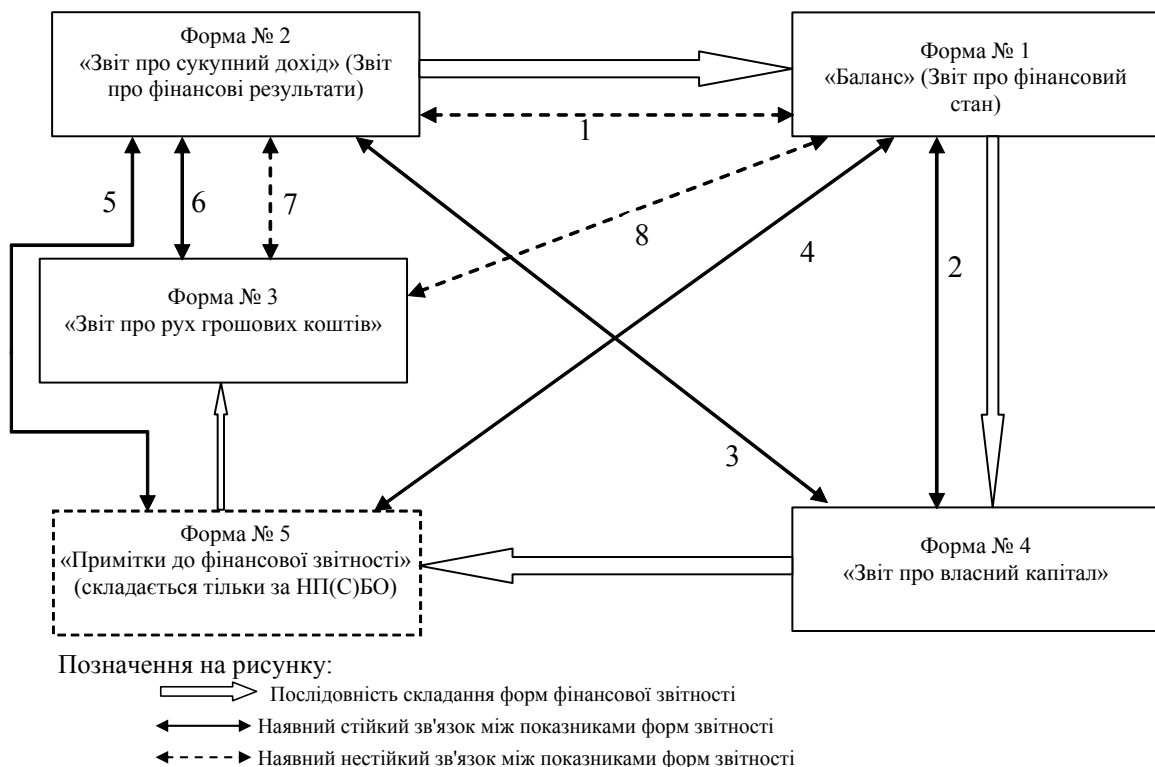 Форма № 2
«Звіт про сукупний дохід» (Звіт
про фінансові результати)
Форма № 1
«Баланс» (Звіт про фінансовий
стан)
1
5
6
7
8
4
2
Форма № 3
«Звіт про рух грошових коштів»
3
Форма № 5
«Примітки до фінансової звітності»
(складається тільки за НП(С)БО)
Форма № 4
«Звіт про власний капітал»
Позначення на рисунку:
Послідовність складання форм фінансової звітності
Наявний стійкий зв'язок між показниками форм звітності
Наявний нестійкий зв'язок між показниками форм звітності